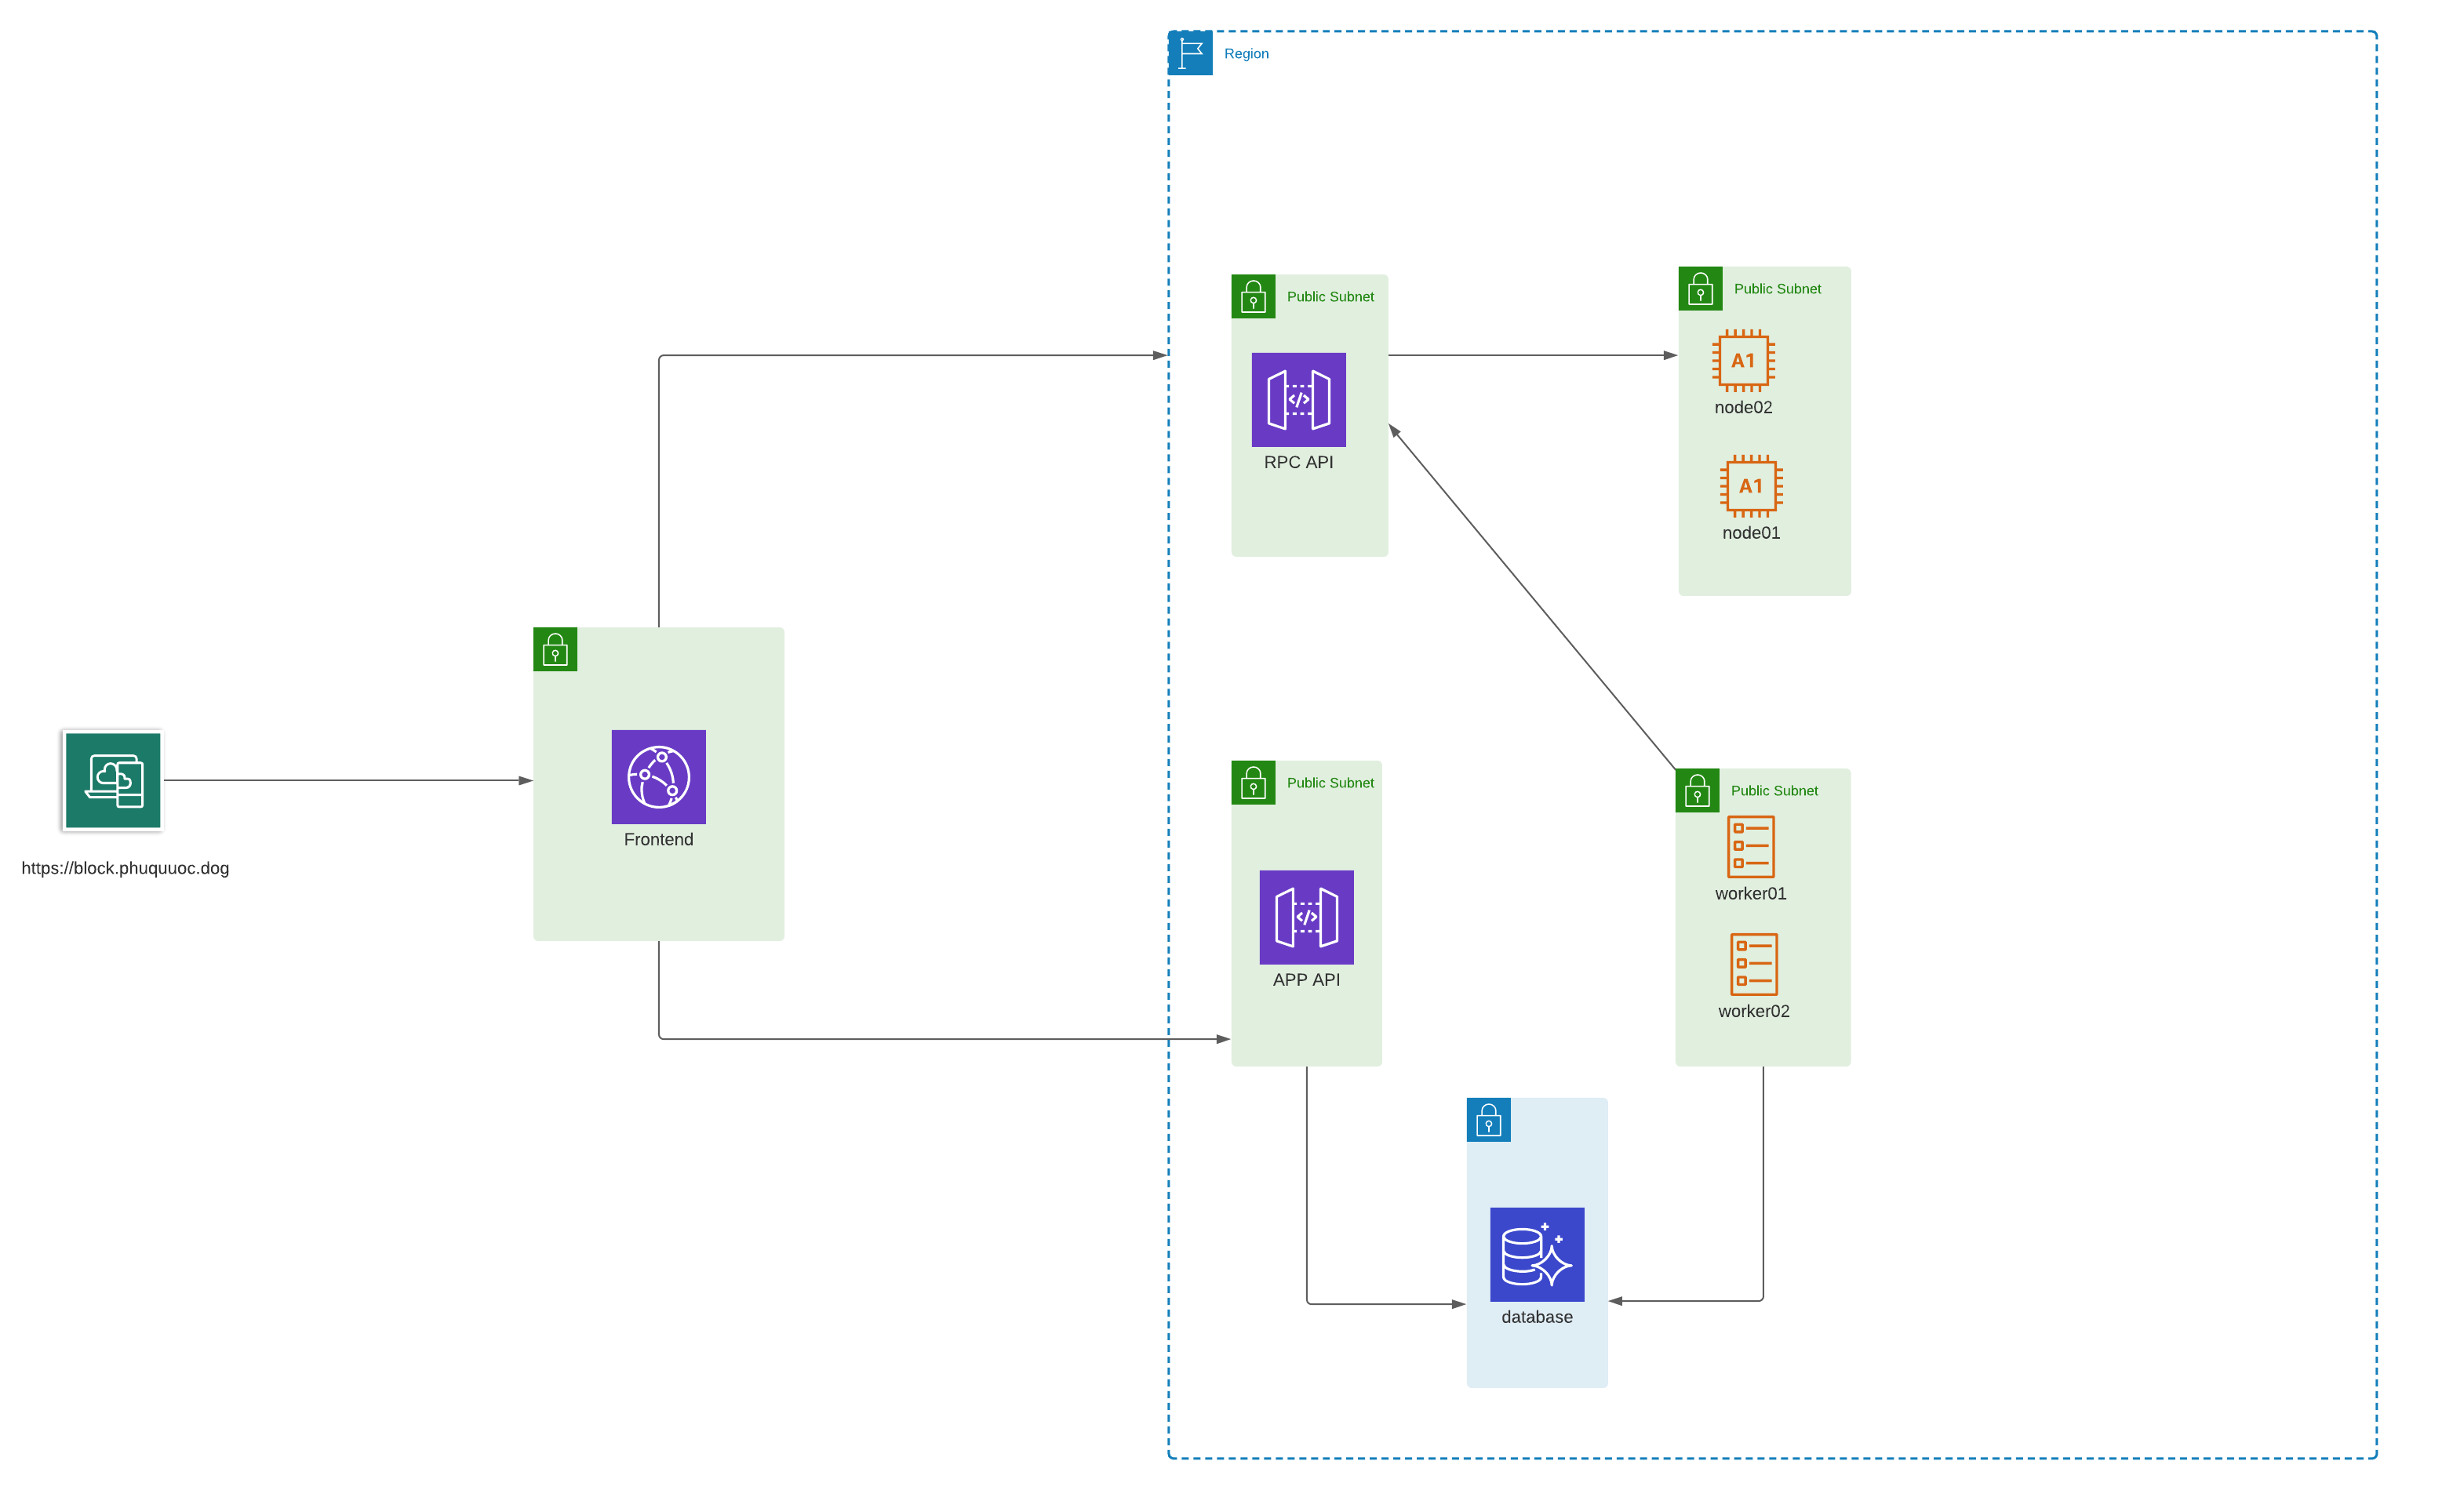 Region
Public Subnet
RPC API
Public Subnet
A1
node02
A1
node01
Frontend
https://block.phuquuoc.dog
Public Subnet
APP API
Public Subnet
worker01
worker02
database